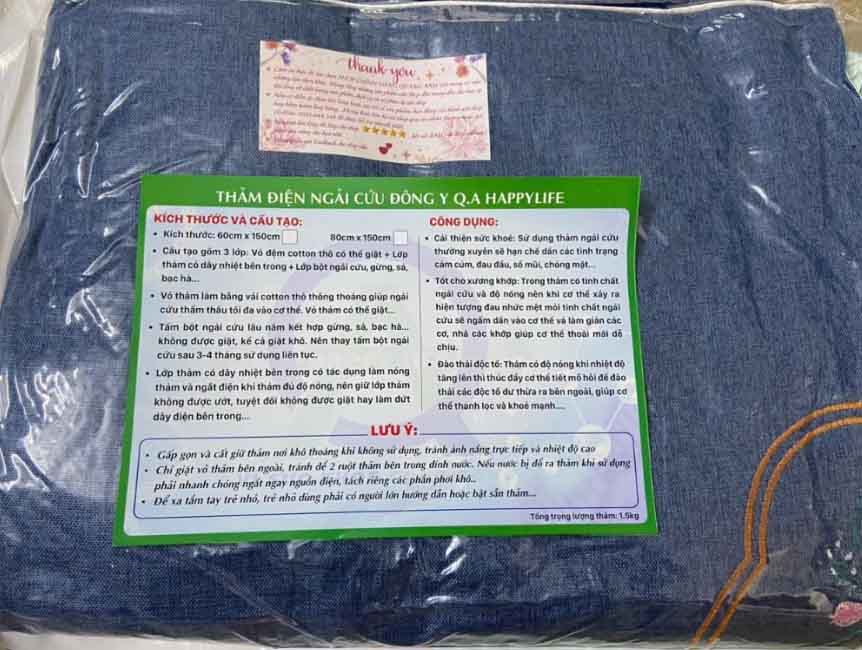 thank you
THẢM ĐIỆN NGẢI CỨU ĐÔNG Y Q.A HAPPYLIFE
KÍCH THƯỚC VÀ CẤU TẠO:
• Kích thước: 60cm x 150cm
80cm x 150cm
• Cấu tạo gồm 3 lớp: Vỏ đệm cotton thô có thể giặt + Lớp
thảm có dây nhiệt bên trong + Lớp bột ngải cứu, gừng, sả,
bạc hà...
• Vỏ thảm làm bằng vải cotton thô thông thoáng giúp ngải
cứu thẩm thấu tối đa vào cơ thể. Vỏ thảm có thể giặt...
• Tấm bột ngải cứu lâu năm kết hợp gừng, sả, bạc hà...
không được giặt, kể cả giặt khô. Nên thay tấm bột ngải
cứu sau 3-4 tháng sử dụng liên tục.
• Lớp thảm có dây nhiệt bên trong có tác dụng làm nóng
thảm và ngắt điện khi thảm đủ độ nóng, nên giữ lớp thảm
không được ướt, tuyệt đối không được giặt hay làm đứt
dây điện bên trong...
CÔNG DỤNG:
• Cải thiện sức khoẻ: Sử dụng thảm ngải cứu
thường xuyên sẽ hạn chế dần các tình trạng
cảm cúm, đau đầu, sổ mũi, chóng mặt...
• Tốt cho xương khớp: Trong thảm có tinh chất
ngải cứu và độ nóng nên khi cơ thể xảy ra
hiện tượng đau nhức mệt mỏi tinh chất ngải
cứu sẽ ngấm dần vào cơ thể và làm giãn các
cơ, nhả các khớp giúp cơ thể thoải mái dễ
chịu.
• Đào thải độc tố: Thảm có độ nóng khi nhiệt độ
tăng lên thì thúc đẩy cơ thể tiết mồ hôi để đào
thải các độc tố dư thừa ra bên ngoài, giúp cơ
thể thanh lọc và khoẻ mạnh....
LƯU Ý:
• Gấp gọn và cất giữ thảm nơi khô thoáng khi không sử dụng, tránh ánh nắng trực tiếp và nhiệt độ cao
• Chỉ giặt vỏ thảm bên ngoài, tránh để 2 ruột thảm bên trong dính nước. Nếu nước bị đổ ra thảm khi sử dụng
phải nhanh chóng ngắt ngay nguồn điện, tách riêng các phần phơi khô...
• Để xa tầm tay trẻ nhỏ, trẻ nhỏ dùng phải có người lớn hướng dẫn hoặc bật sẵn thảm...
Tổng trọng lượng thảm: 1.5kg